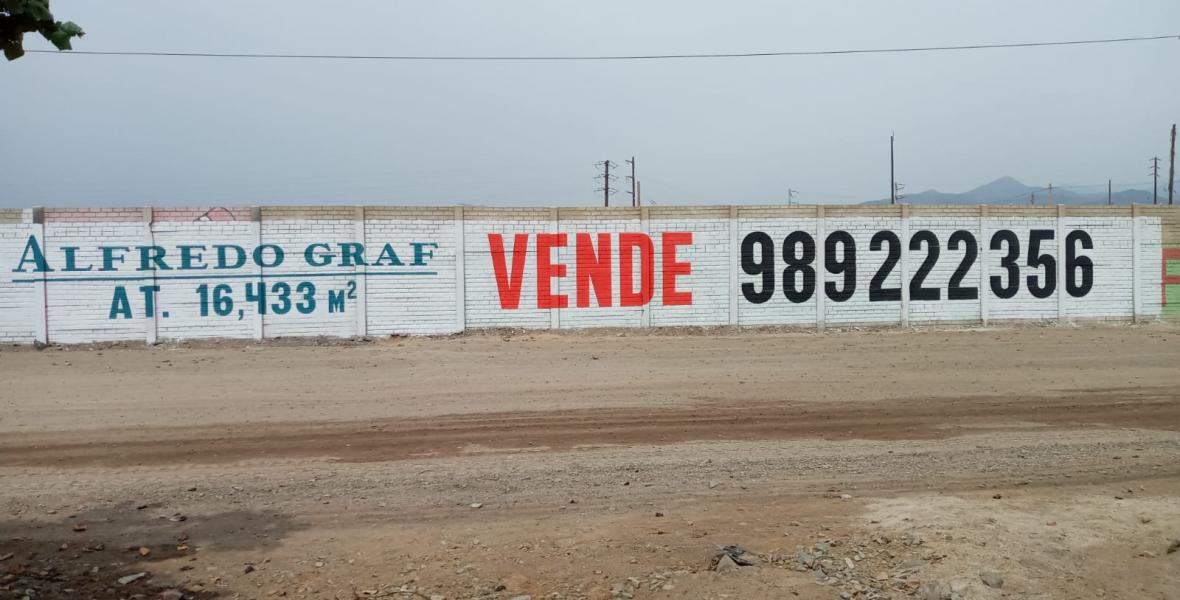 ALFREDO GRAF
AT. 16,433 M²
VENDE
989222356